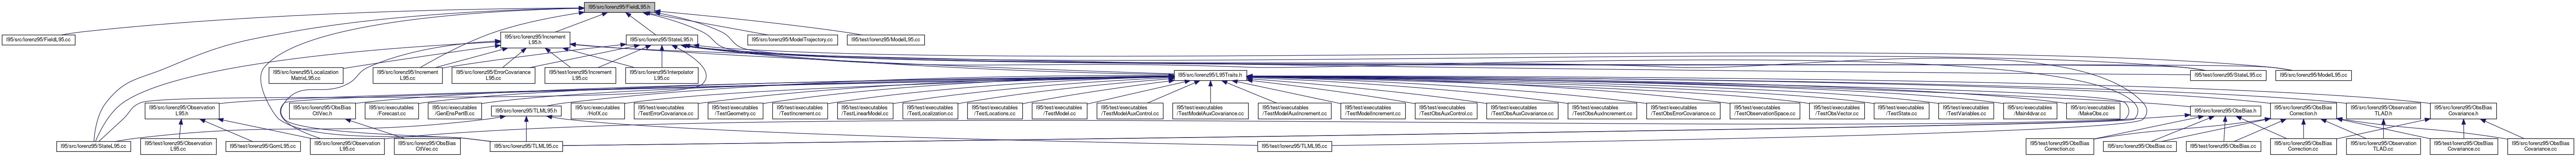 l95/src/lorenz95/FieldL95.h
l95/src/lorenz95/FieldL95.cc
l95/src/lorenz95/Increment
L95.h
l95/src/lorenz95/StateL95.h
l95/src/lorenz95/ModelTrajectory.cc
l95/test/lorenz95/ModelL95.cc
l95/src/lorenz95/Localization
MatrixL95.cc
l95/src/lorenz95/Increment
L95.cc
l95/src/lorenz95/ErrorCovariance
L95.cc
l95/test/lorenz95/Increment
L95.cc
l95/src/lorenz95/Interpolator
L95.cc
l95/src/lorenz95/L95Traits.h
l95/test/lorenz95/StateL95.cc
l95/src/lorenz95/ModelL95.cc
l95/src/lorenz95/Observation
L95.h
l95/src/lorenz95/ObsBias
CtlVec.h
l95/src/executables
/Forecast.cc
l95/src/executables
/GenEnsPertB.cc
l95/src/lorenz95/TLML95.h
l95/src/executables
/HofX.cc
l95/test/executables
/TestErrorCovariance.cc
l95/test/executables
/TestGeometry.cc
l95/test/executables
/TestIncrement.cc
l95/test/executables
/TestLinearModel.cc
l95/test/executables
/TestLocalization.cc
l95/test/executables
/TestLocations.cc
l95/test/executables
/TestModel.cc
l95/test/executables
/TestModelAuxControl.cc
l95/test/executables
/TestModelAuxCovariance.cc
l95/test/executables
/TestModelAuxIncrement.cc
l95/test/executables
/TestModelIncrement.cc
l95/test/executables
/TestObsAuxControl.cc
l95/test/executables
/TestObsAuxCovariance.cc
l95/test/executables
/TestObsAuxIncrement.cc
l95/test/executables
/TestObsErrorCovariance.cc
l95/test/executables
/TestObservationSpace.cc
l95/test/executables
/TestObsVector.cc
l95/test/executables
/TestState.cc
l95/test/executables
/TestVariables.cc
l95/src/executables
/Main4dvar.cc
l95/src/executables
/MakeObs.cc
l95/src/lorenz95/ObsBias.h
l95/src/lorenz95/ObsBias
Correction.h
l95/src/lorenz95/Observation
TLAD.h
l95/src/lorenz95/ObsBias
Covariance.h
l95/src/lorenz95/StateL95.cc
l95/test/lorenz95/Observation
L95.cc
l95/test/lorenz95/GomL95.cc
l95/src/lorenz95/Observation
L95.cc
l95/src/lorenz95/ObsBias
CtlVec.cc
l95/src/lorenz95/TLML95.cc
l95/test/lorenz95/TLML95.cc
l95/test/lorenz95/ObsBias
Correction.cc
l95/src/lorenz95/ObsBias.cc
l95/test/lorenz95/ObsBias.cc
l95/src/lorenz95/ObsBias
Correction.cc
l95/src/lorenz95/Observation
TLAD.cc
l95/test/lorenz95/ObsBias
Covariance.cc
l95/src/lorenz95/ObsBias
Covariance.cc